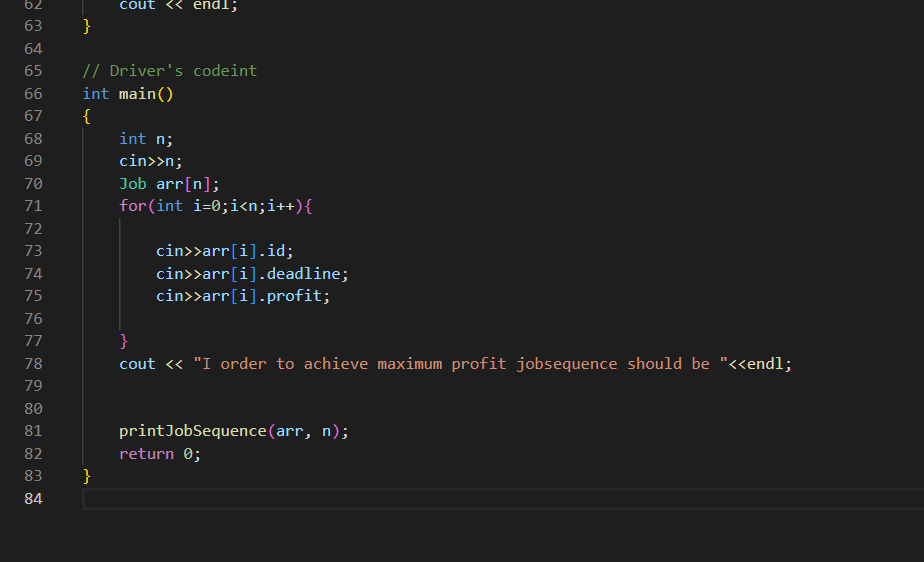 62 cout << endl;
63 }
64
65 // Driver's codeint
66 int main()
67 {
68 int n;
69 cin>>n;
70 Job arr[n];
71 for(int i=0;i<n;i++){
72
73 cin>>arr[i].id;
74 cin>>arr[i].deadline;
75 cin>>arr[i].profit;
76
77 }
78 cout << "I order to achieve maximum profit jobsequence should be "<<endl;
79
80
81 printJobSequence(arr, n);
82 return 0;
83 }
84